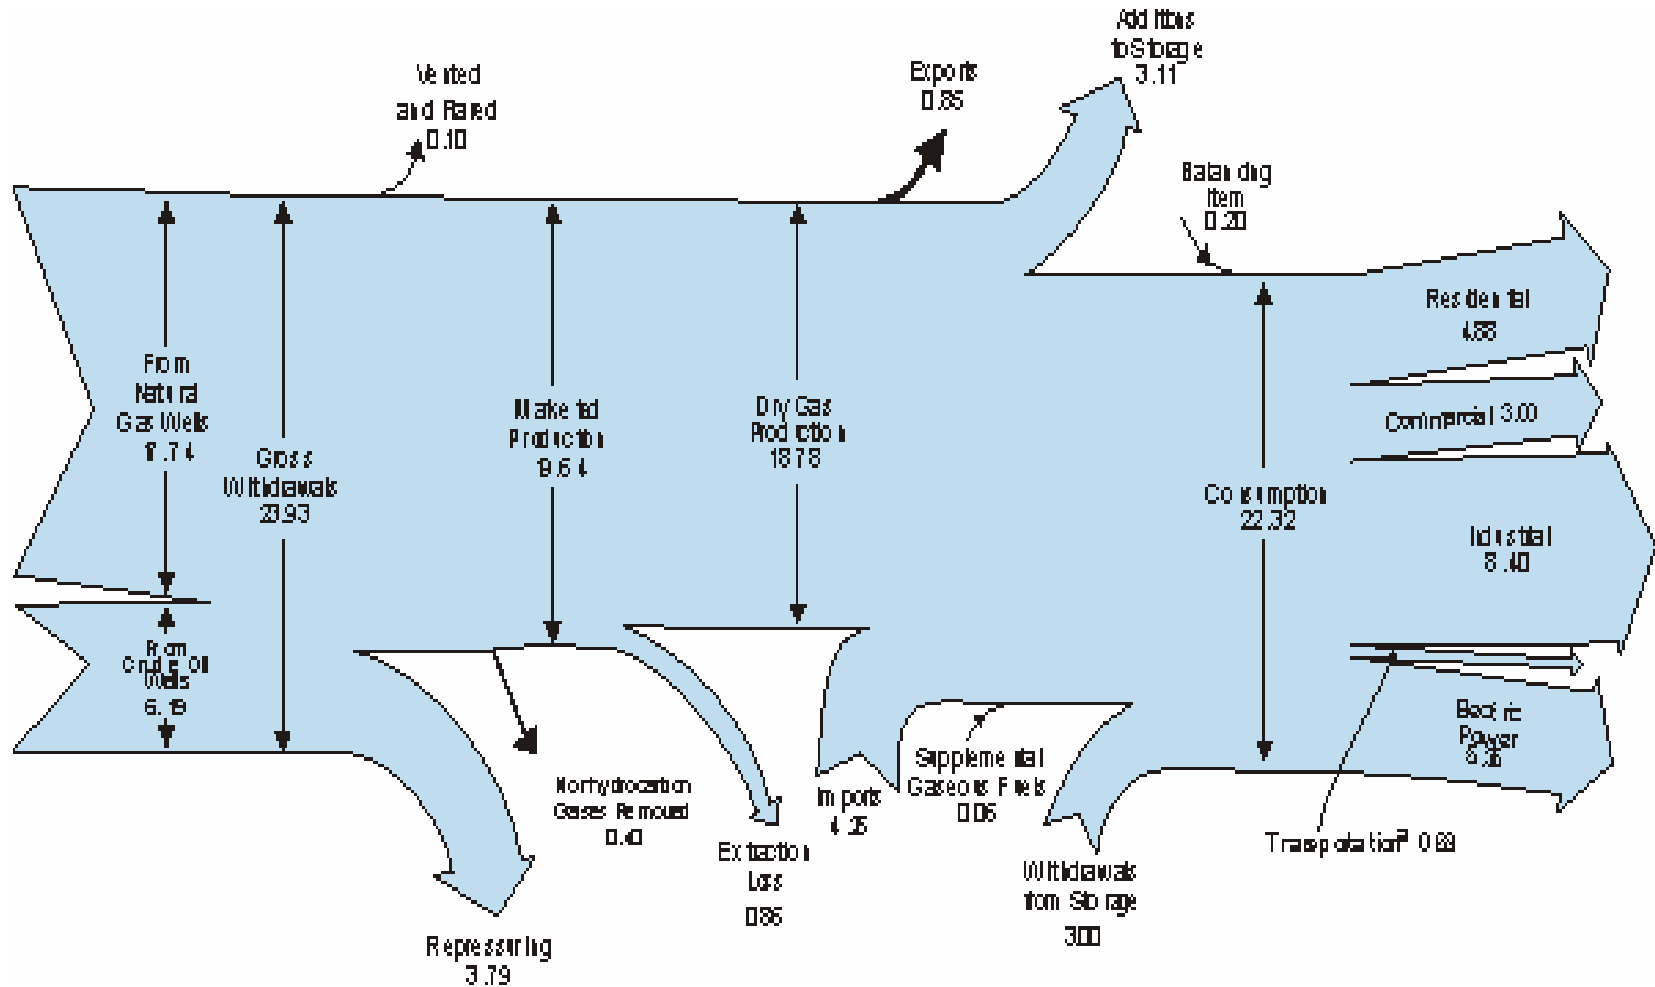 Additions
to Storage
3.11
Vented
and Flared
0.10
Exports
0.85
Balancing
Item
0.20
From
Natural
Gas Wells
17.74
Gross
Withdrawals
23.93
Marketed
Production
19.64
Dry Gas
Production
18.78
Consumption
22.32
Residential
4.88
Commercial 3.00
Industrial
8.40
From
Crude Oil
Wells
6.19
Electric
Power
Nonhydrocarbon
Gases Removed
0.40
Imports
Supplemental
Gaseous Fuels
0.06
Transportation
Extraction
Loss
0.86
Withdrawals
from Storage
3.00
Repressuring
3.79